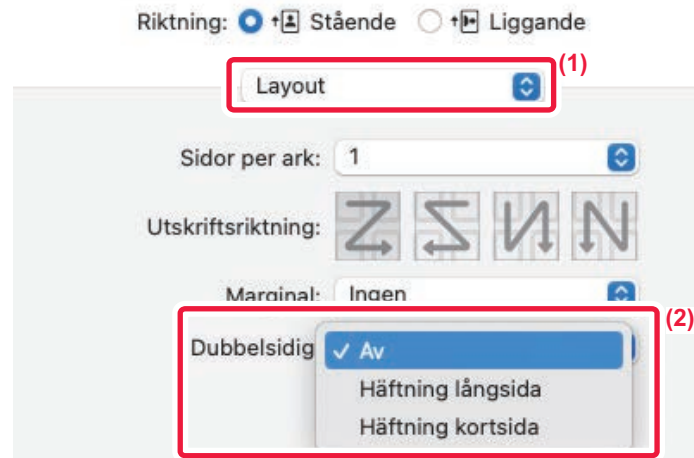 Riktning: Stående Liggande
(1)
Layout
Sidor per ark: 1
Utskriftsriktning:
Marginal: Ingen
(2)
Dubbelsidig ✓ Av
Häftning långsida
Häftning kortsida